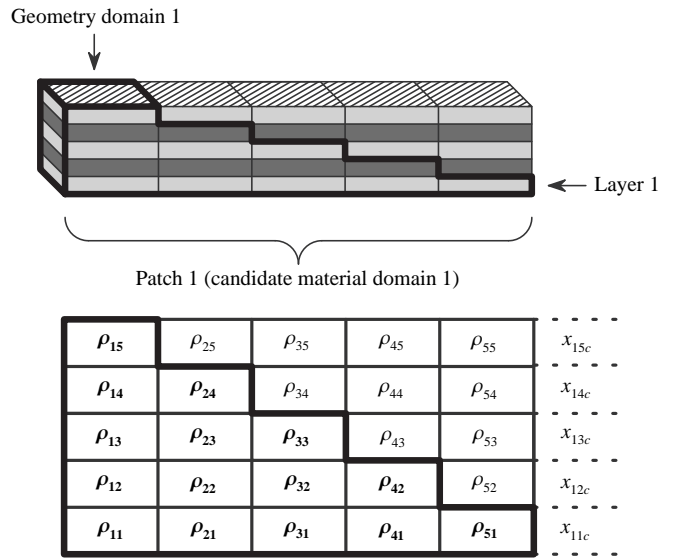 Geometry domain 1
Layer 1
Patch 1 (candidate material domain 1)
ρ15 ρ25 ρ35 ρ45 ρ55 x15c
ρ14 ρ24 ρ34 ρ44 ρ54 x14c
ρ13 ρ23 ρ33 ρ43 ρ53 x13c
ρ12 ρ22 ρ32 ρ42 ρ52 x12c
ρ11 ρ21 ρ31 ρ41 ρ51 x11c